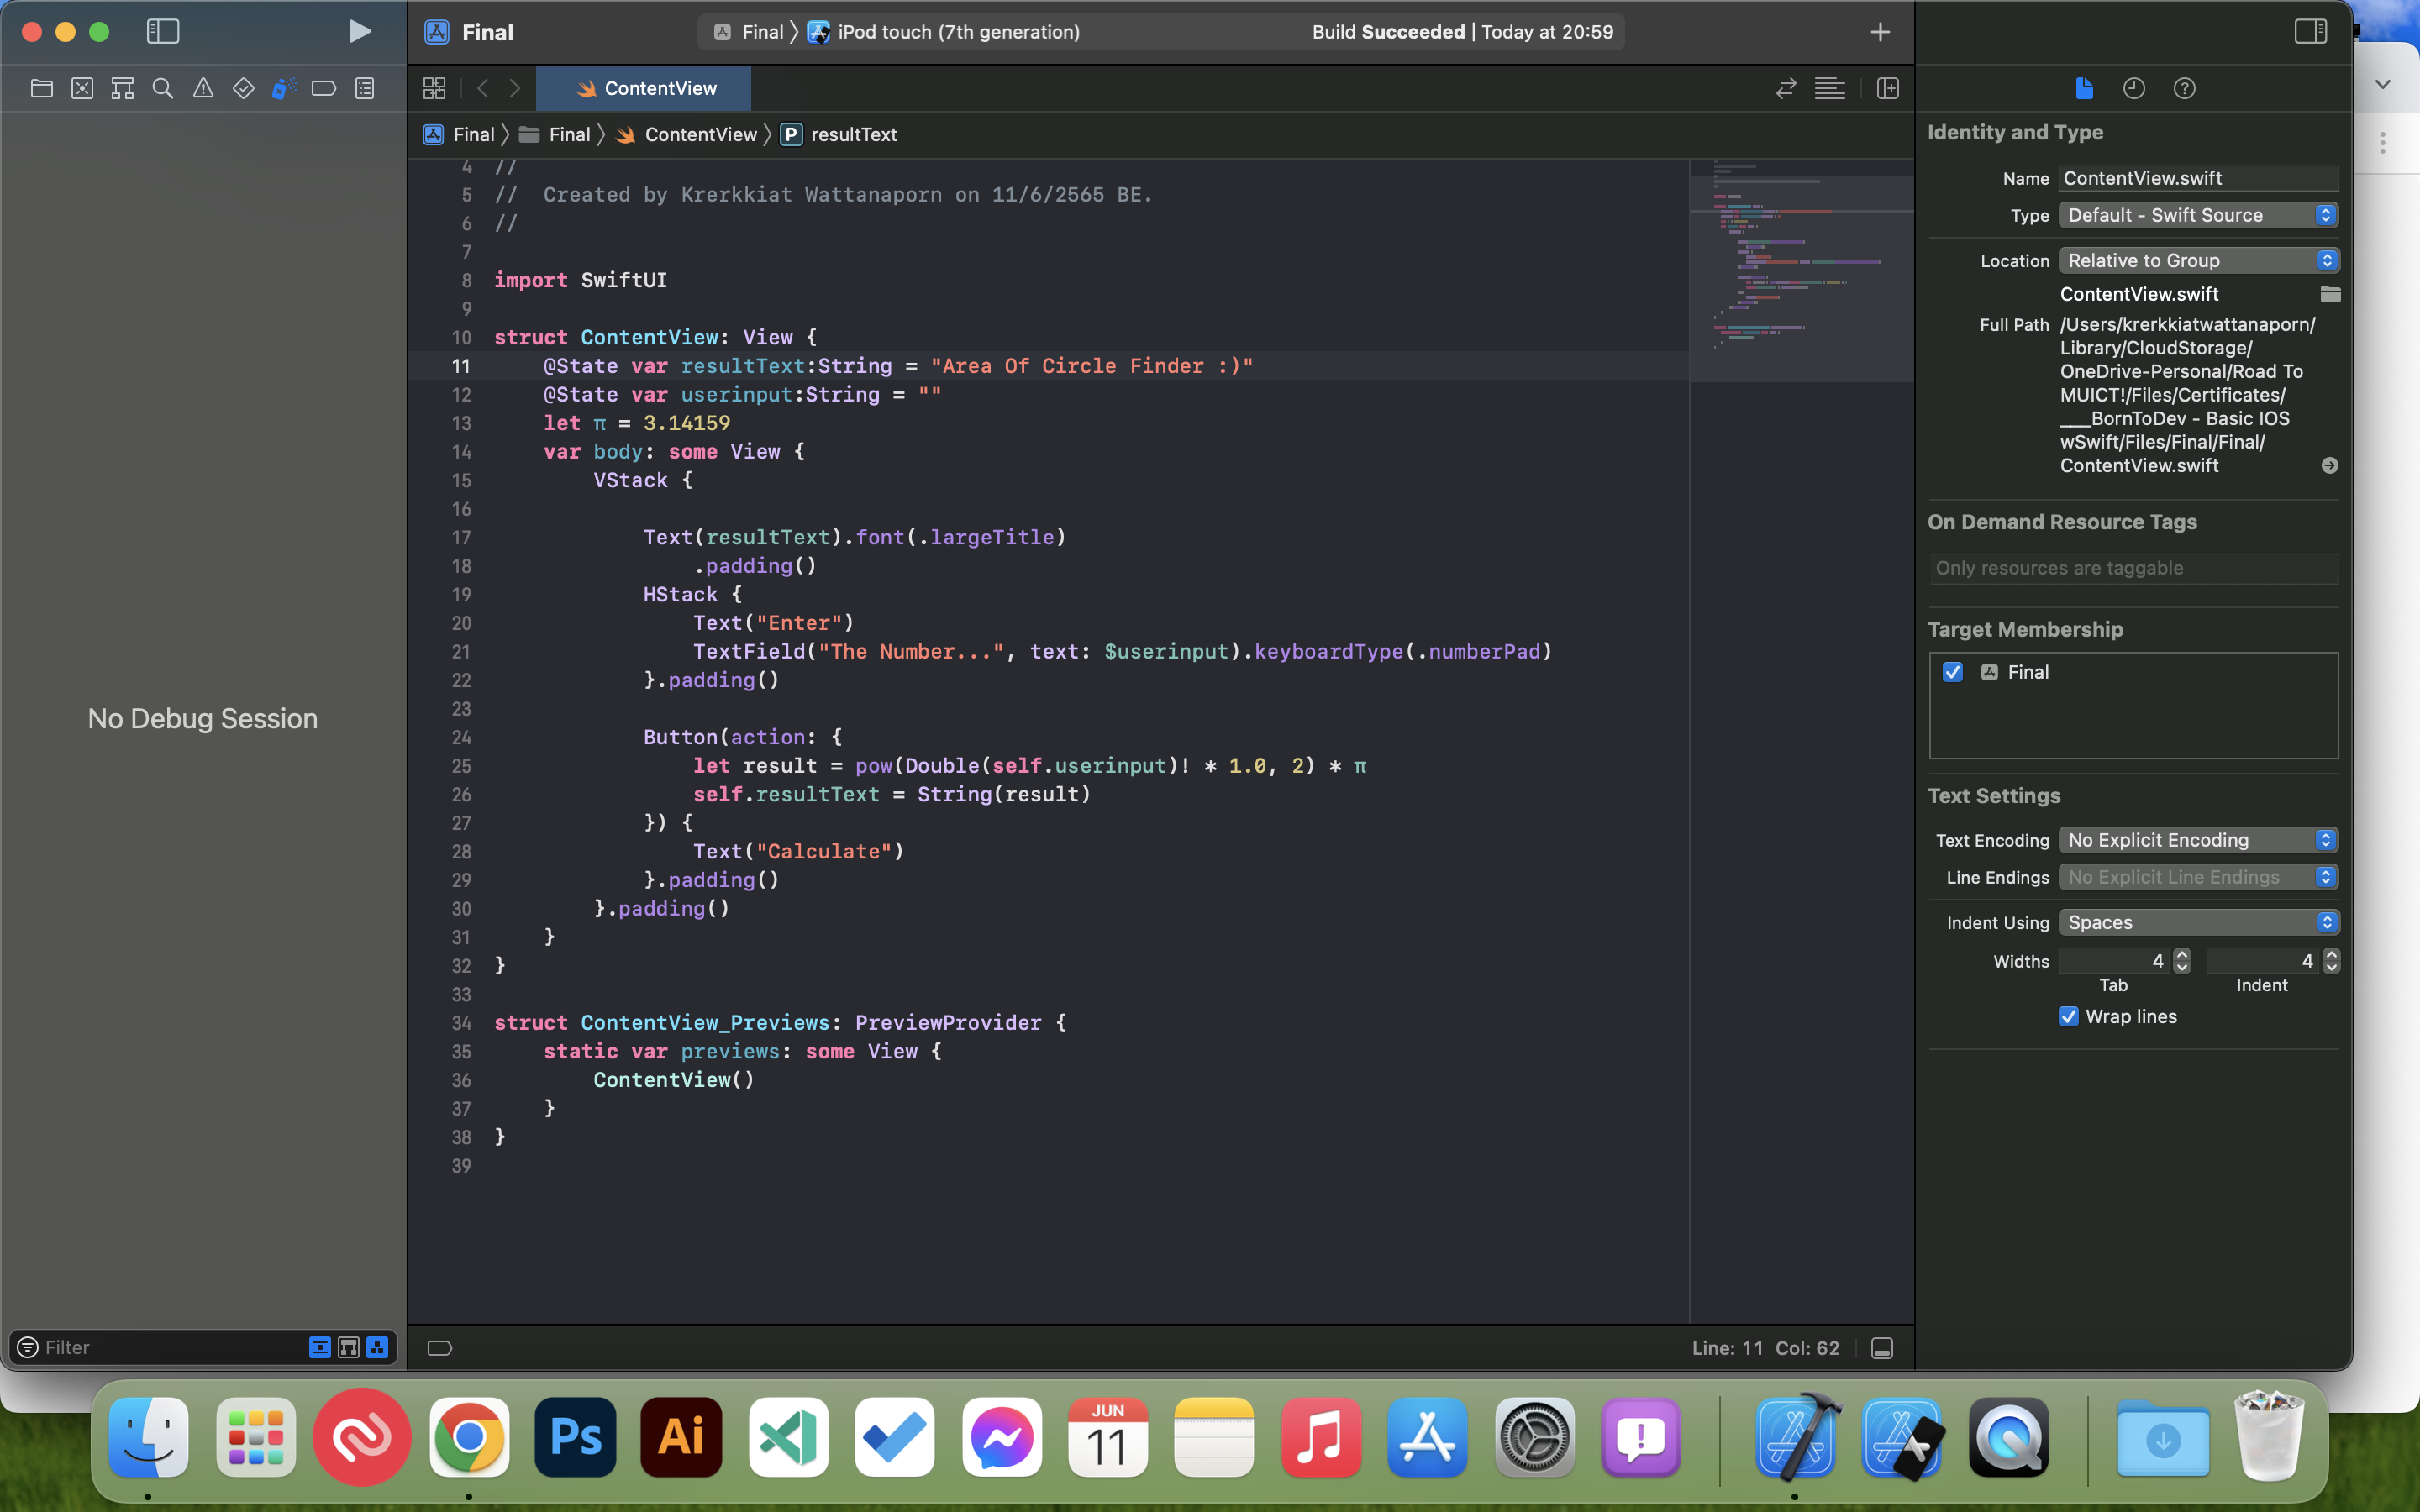 Final
Final 〉 iPod touch (7th generation)
Build Succeeded | Today at 20:59
ContentView
Final 〉 Final 〉 ContentView 〉 P resultText
4 //
5 //  Created by Krerkkiat Wattanaporn on 11/6/2565 BE.
6 //
7
8 import SwiftUI
9
10 struct ContentView: View {
11     @State var resultText:String = "Area Of Circle Finder :)"
12     @State var userinput:String = ""
13     let π = 3.14159
14     var body: some View {
15         VStack {
16
17             Text(resultText).font(.largeTitle)
18                 .padding()
19             HStack {
20                 Text("Enter")
21                 TextField("The Number...", text: $userinput).keyboardType(.numberPad)
22             }.padding()
23
24             Button(action: {
25                 let result = pow(Double(self.userinput)! * 1.0, 2) * π
26                 self.resultText = String(result)
27             }) {
28                 Text("Calculate")
29             }.padding()
30         }.padding()
31     }
32 }
33
34 struct ContentView_Previews: PreviewProvider {
35     static var previews: some View {
36         ContentView()
37     }
38 }
39
No Debug Session
Filter
Line: 11  Col: 62
Identity and Type
Name ContentView.swift
Type Default - Swift Source
Location Relative to Group
ContentView.swift
Full Path /Users/krerkkiatwattanaporn/
Library/CloudStorage/
OneDrive-Personal/Road To
MUICT!/Files/Certificates/
___BornToDev - Basic IOS
wSwift/Files/Final/Final/
ContentView.swift
On Demand Resource Tags
Only resources are taggable
Target Membership
Final
Text Settings
Text Encoding No Explicit Encoding
Line Endings No Explicit Line Endings
Indent Using Spaces
Widths 4 4
Tab Indent
Wrap lines
Ps
Ai
JUN
11